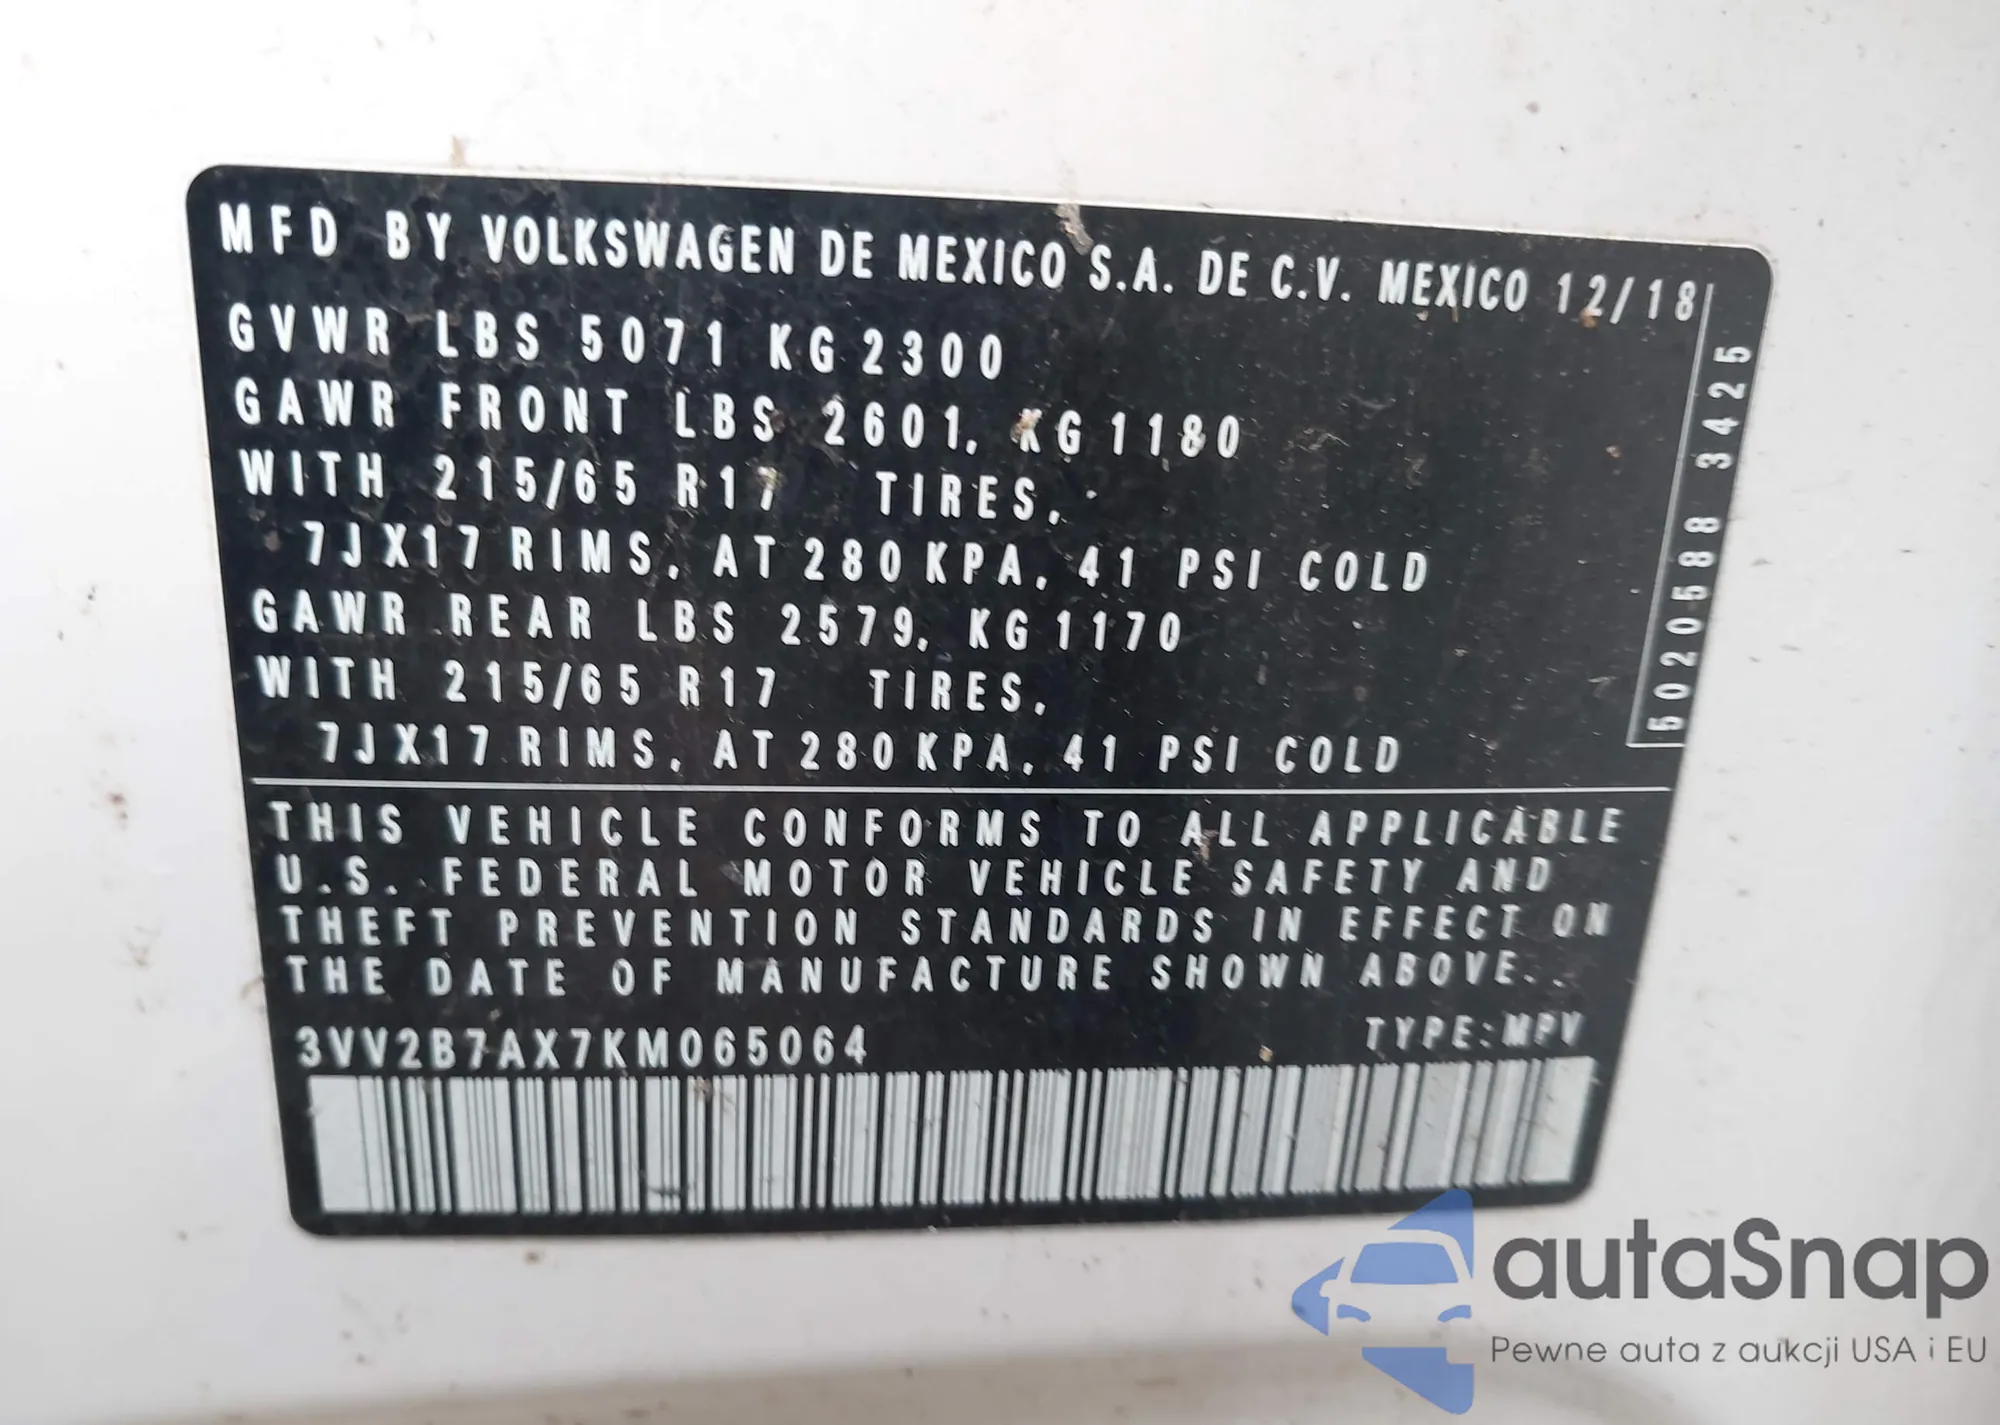 MFD BY VOLKSWAGEN DE MEXICO S.A. DE C.V. MEXICO 12/18
GVWR LBS 5071 KG 2300
GAWR FRONT LBS 2601, KG 1180
WITH 215/65 R17 TIRES,
7JX17 RIMS, AT 280 KPA, 41 PSI COLD
GAWR REAR LBS 2579, KG 1170
WITH 215/65 R17 TIRES,
7JX17 RIMS, AT 280 KPA, 41 PSI COLD
5020588 3425
THIS VEHICLE CONFORMS TO ALL APPLICABLE
U.S. FEDERAL MOTOR VEHICLE SAFETY AND
THEFT PREVENTION STANDARDS IN EFFECT ON
THE DATE OF MANUFACTURE SHOWN ABOVE.
3VV2B7AX7KM065064 TYPE: MPV
autaSnap
Pewne auta z aukcji USA i EU